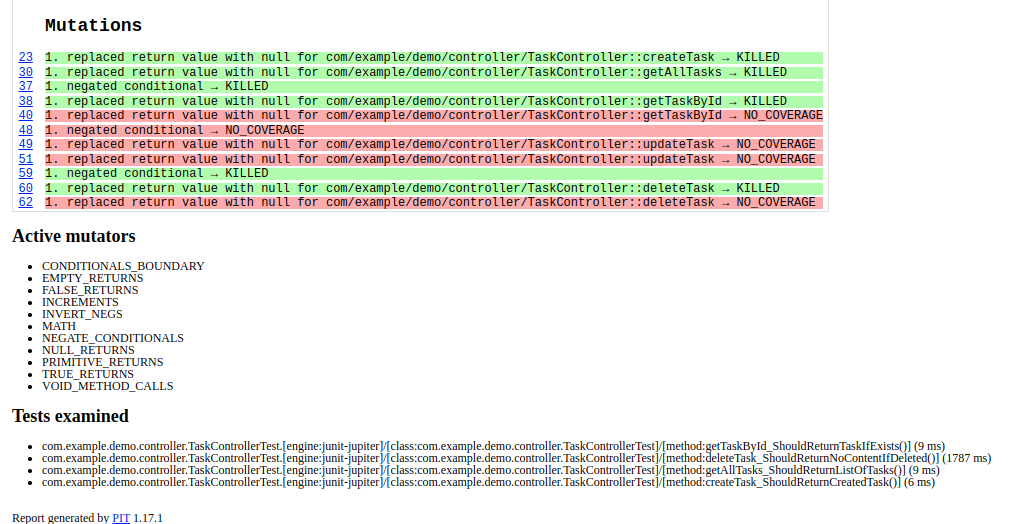 Mutations
23 1. replaced return value with null for com/example/demo/controller/TaskController::createTask → KILLED
30 1. replaced return value with null for com/example/demo/controller/TaskController::getAllTasks → KILLED
37 1. negated conditional → KILLED
38 1. replaced return value with null for com/example/demo/controller/TaskController::getTaskById → KILLED
40 1. replaced return value with null for com/example/demo/controller/TaskController::getTaskById → NO_COVERAGE
48 1. negated conditional → NO_COVERAGE
49 1. replaced return value with null for com/example/demo/controller/TaskController::updateTask → NO_COVERAGE
51 1. replaced return value with null for com/example/demo/controller/TaskController::updateTask → NO_COVERAGE
59 1. negated conditional → KILLED
60 1. replaced return value with null for com/example/demo/controller/TaskController::deleteTask → KILLED
62 1. replaced return value with null for com/example/demo/controller/TaskController::deleteTask → NO_COVERAGE
Active mutators
• CONDITIONALS_BOUNDARY
• EMPTY_RETURNS
• FALSE_RETURNS
• INCREMENTS
• INVERT_NEGS
• MATH
• NEGATE_CONDITIONALS
• NULL_RETURNS
• PRIMITIVE_RETURNS
• TRUE_RETURNS
• VOID_METHOD_CALLS
Tests examined
• com.example.demo.controller.TaskControllerTest.[engine:junit-jupiter]/[class:com.example.demo.controller.TaskControllerTest]/[method:getTaskById_ShouldReturnTaskIfExists()] (9 ms)
• com.example.demo.controller.TaskControllerTest.[engine:junit-jupiter]/[class:com.example.demo.controller.TaskControllerTest]/[method:deleteTask_ShouldReturnNoContentIfDeleted()] (1787 ms)
• com.example.demo.controller.TaskControllerTest.[engine:junit-jupiter]/[class:com.example.demo.controller.TaskControllerTest]/[method:getAllTasks_ShouldReturnListOfTasks()] (9 ms)
• com.example.demo.controller.TaskControllerTest.[engine:junit-jupiter]/[class:com.example.demo.controller.TaskControllerTest]/[method:createTask_ShouldReturnCreatedTask()] (6 ms)
Report generated by PIT 1.17.1